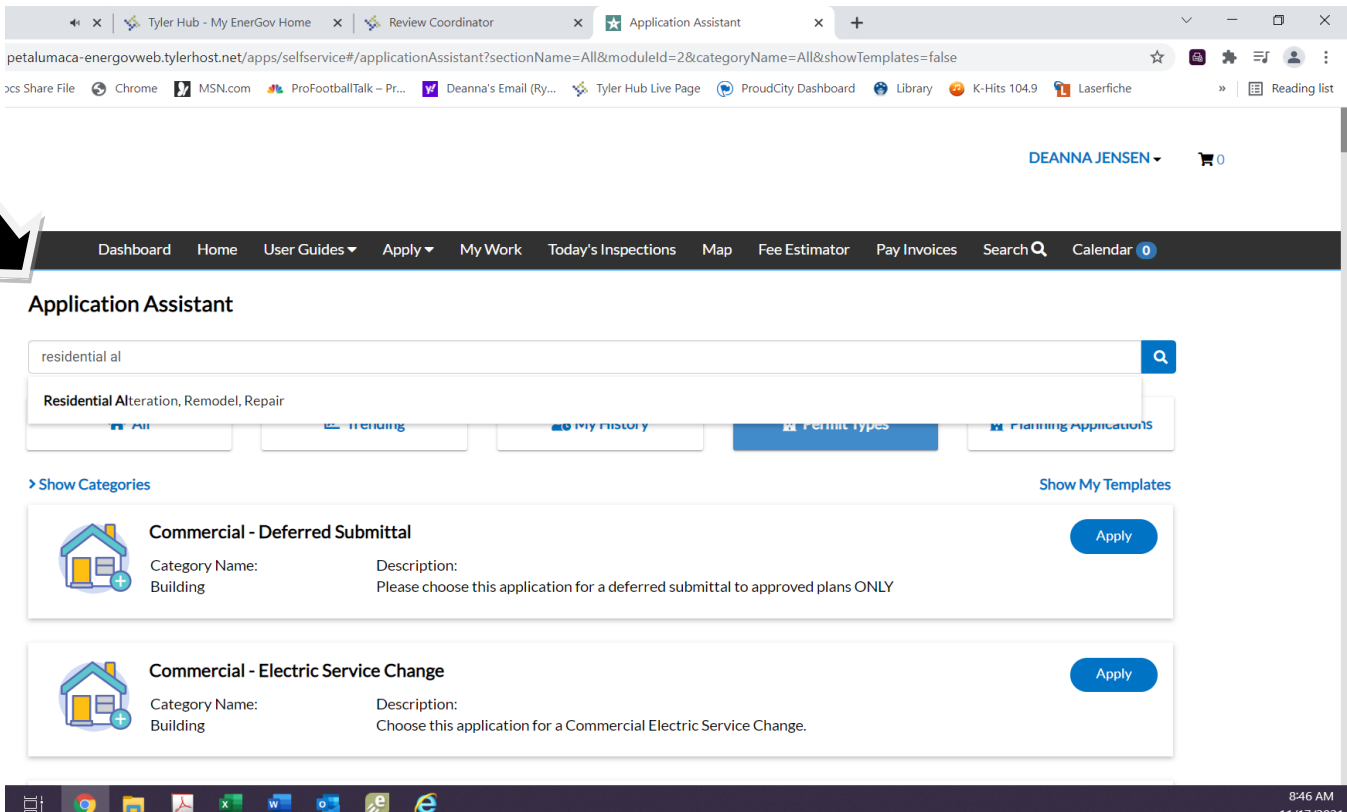 Tyler Hub - My EnerGov Home
Review Coordinator
Application Assistant
petalumaca-energovweb.tylerhost.net/apps/selfservice#/applicationAssistant?sectionName=All&moduleId=2&categoryName=All&showTemplates=false
ocs Share File Chrome MSN.com ProFootballTalk – Pr... Deanna's Email (Ry... Tyler Hub Live Page ProudCity Dashboard Library K-Hits 104.9 Laserfiche » Reading list
DEANNA JENSEN 0
Dashboard Home User Guides Apply My Work Today's Inspections Map Fee Estimator Pay Invoices Search Calendar 0
Application Assistant
residential al
Residential Alteration, Remodel, Repair
All Trending My History Permit Types Planning Applications
Show Categories Show My Templates
Commercial - Deferred Submittal Apply
Category Name: Description:
Building Please choose this application for a deferred submittal to approved plans ONLY
Commercial - Electric Service Change Apply
Category Name: Description:
Building Choose this application for a Commercial Electric Service Change.
8:46 AM
11/17/2021